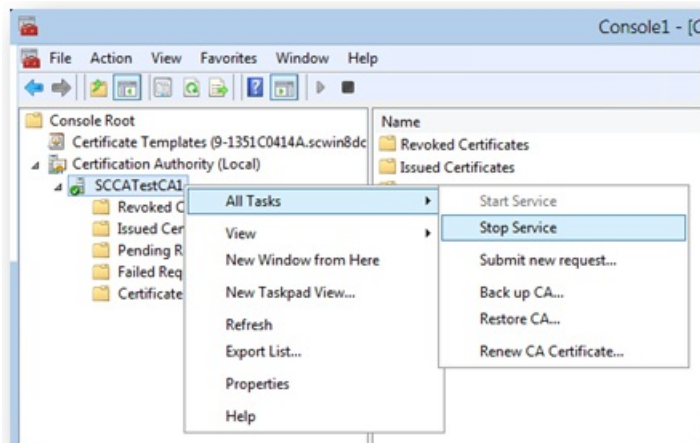 Console1 - [C
File Action View Favorites Window Help
Console Root
Certificate Templates (9-1351C0414A.scwin8dc
Certification Authority (Local)
SCCATestCA1
Revoked C
Issued Cer
Pending R
Failed Req
Certificate
Name
Revoked Certificates
Issued Certificates
All Tasks
View
New Window from Here
New Taskpad View...
Refresh
Export List...
Properties
Help
Start Service
Stop Service
Submit new request...
Back up CA...
Restore CA...
Renew CA Certificate...